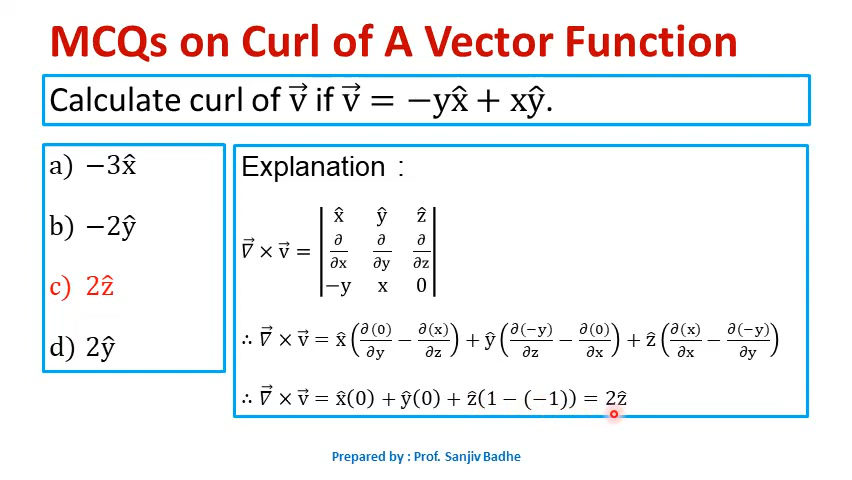 MCQs on Curl of A Vector Function
Calculate curl of v⃗ if v⃗ = −yx̂ + xŷ.
a) −3x̂
b) −2ŷ
c) 2ẑ
d) 2ŷ
Explanation :
∇⃗ × v⃗ = | x̂ ŷ ẑ |
| ∂/∂x ∂/∂y ∂/∂z |
| −y x 0 |
∴ ∇⃗ × v⃗ = x̂(∂(0)/∂y − ∂(x)/∂z) + ŷ(∂(−y)/∂z − ∂(0)/∂x) + ẑ(∂(x)/∂x − ∂(−y)/∂y)
∴ ∇⃗ × v⃗ = x̂(0) + ŷ(0) + ẑ(1 − (−1)) = 2ẑ
Prepared by : Prof. Sanjiv Badhe